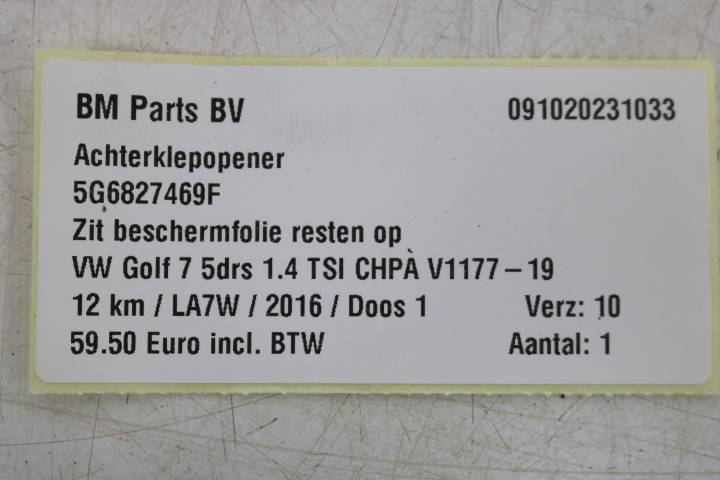 BM Parts BV 091020231033
Achterklepopener
5G6827469F
Zit beschermfolie resten op
VW Golf 7 5drs 1.4 TSI CHPA V1177 – 19
12 km / LA7W / 2016 / Doos 1 Verz: 10
59.50 Euro incl. BTW Aantal: 1